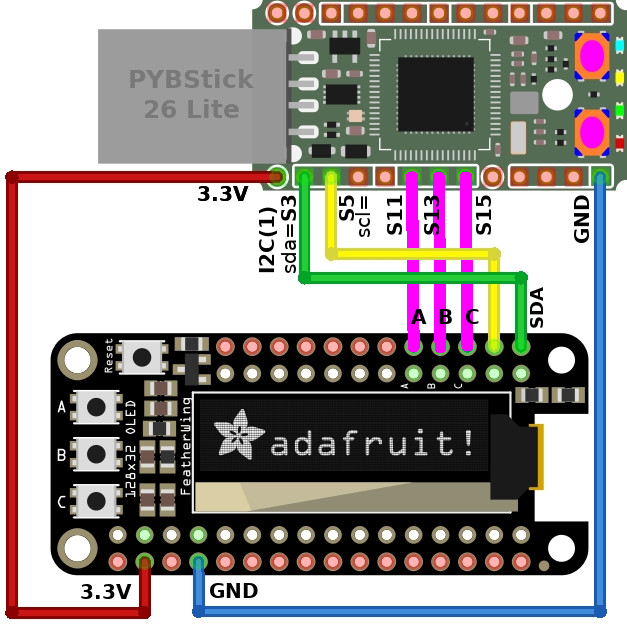 PYBStick
26 Lite
3.3V
I2C(1)
sda=S3
S5
scl=
S11
S13
S15
GND
A B C
SDA
Reset
A
B
C
A B C
128x32 OLED
FeatherWing
adafruit!
3.3V
GND